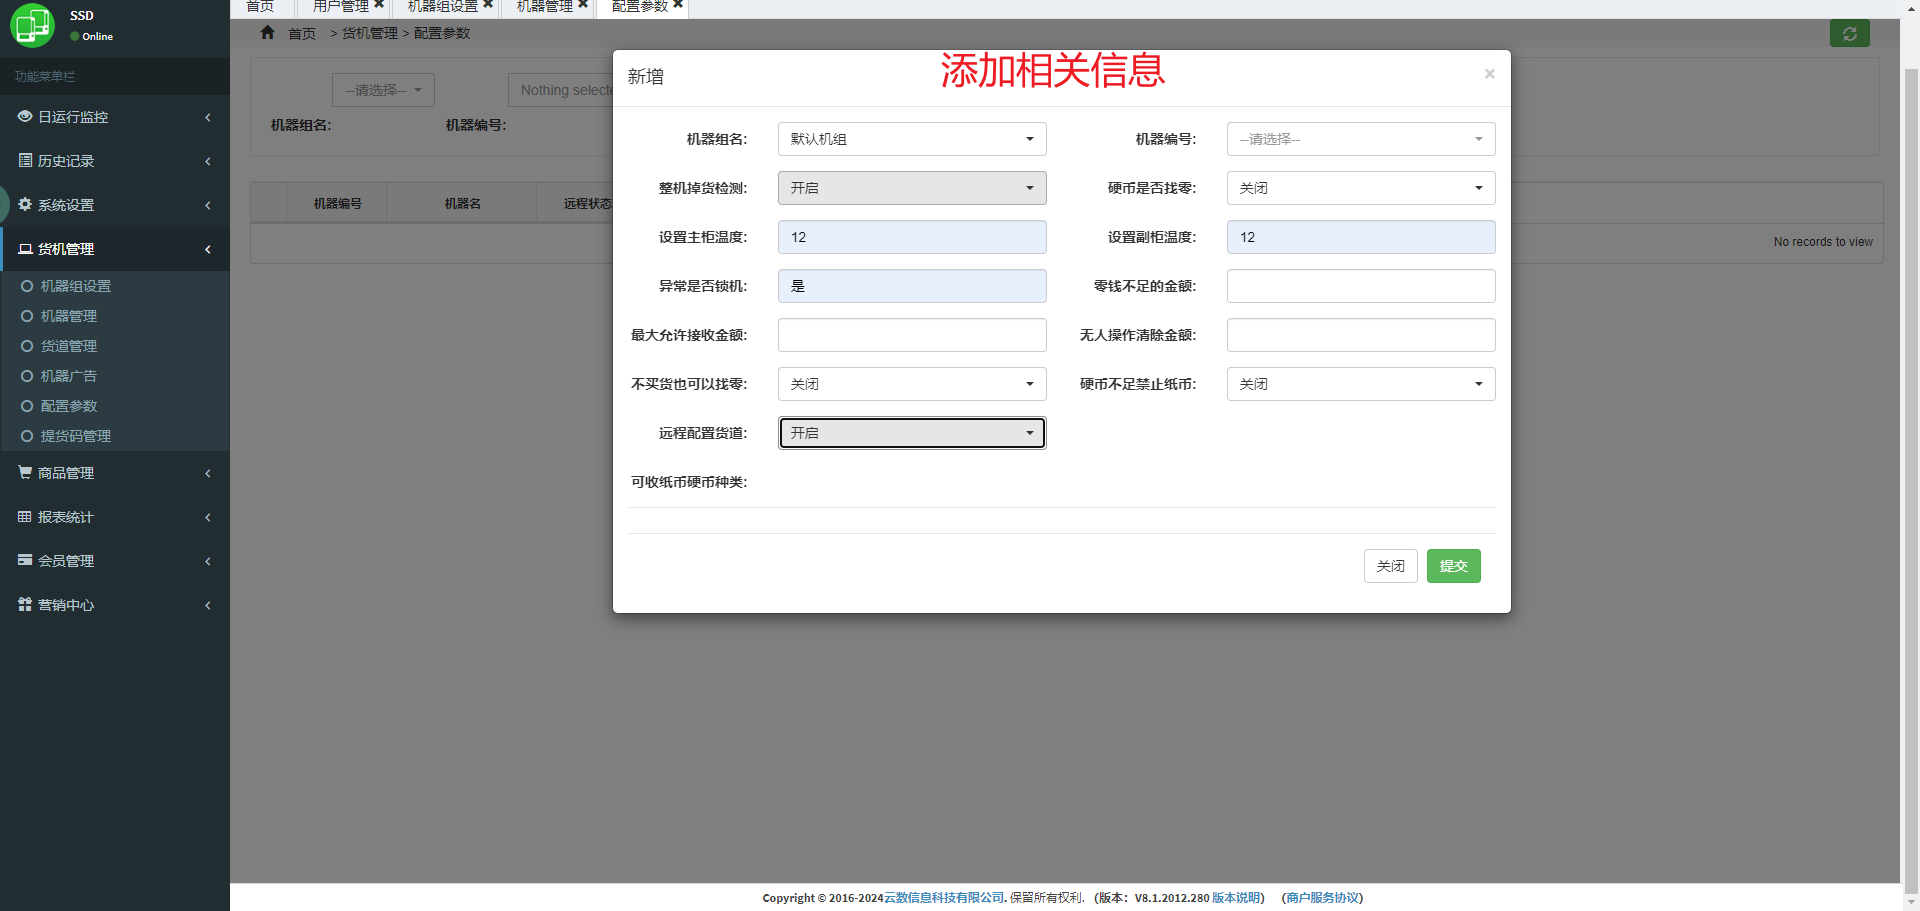 SSD
Online
功能菜单栏
日运行监控
历史记录
系统设置
货机管理
机器组设置
机器管理
货道管理
机器广告
配置参数
提货码管理
商品管理
报表统计
会员管理
营销中心
首页 用户管理 机器组设置 机器管理 配置参数
首页 > 货机管理 > 配置参数
--请选择-- Nothing selecte
机器组名: 机器编号:
机器编号 机器名 远程状态
No records to view
添加相关信息
新增 ×
机器组名: 默认机组 机器编号: --请选择--
整机掉货检测: 开启 硬币是否找零: 关闭
设置主柜温度: 12 设置副柜温度: 12
异常是否锁机: 是 零钱不足的金额:
最大允许接收金额: 无人操作清除金额:
不买货也可以找零: 关闭 硬币不足禁止纸币: 关闭
远程配置货道: 开启
可收纸币硬币种类:
关闭 提交
Copyright © 2016-2024云数信息科技有限公司. 保留所有权利. (版本：V8.1.2012.280 版本说明) (商户服务协议)